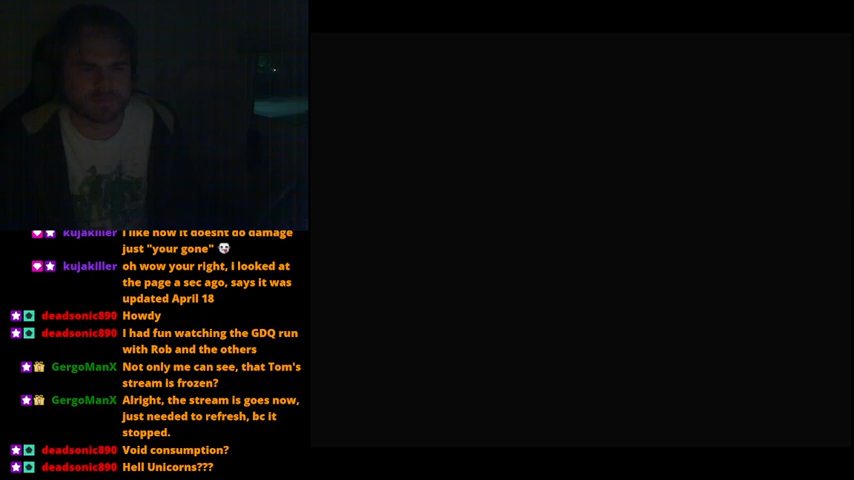 kujakiller I like how it doesnt do damage
just "your gone" 💀
kujakiller oh wow your right, i looked at
the page a sec ago, says it was
updated April 18
deadsonic890 Howdy
deadsonic890 I had fun watching the GDQ run
with Rob and the others
GergoManX Not only me can see, that Tom's
stream is frozen?
GergoManX Alright, the stream is goes now,
just needed to refresh, bc it
stopped.
deadsonic890 Void consumption?
deadsonic890 Hell Unicorns???